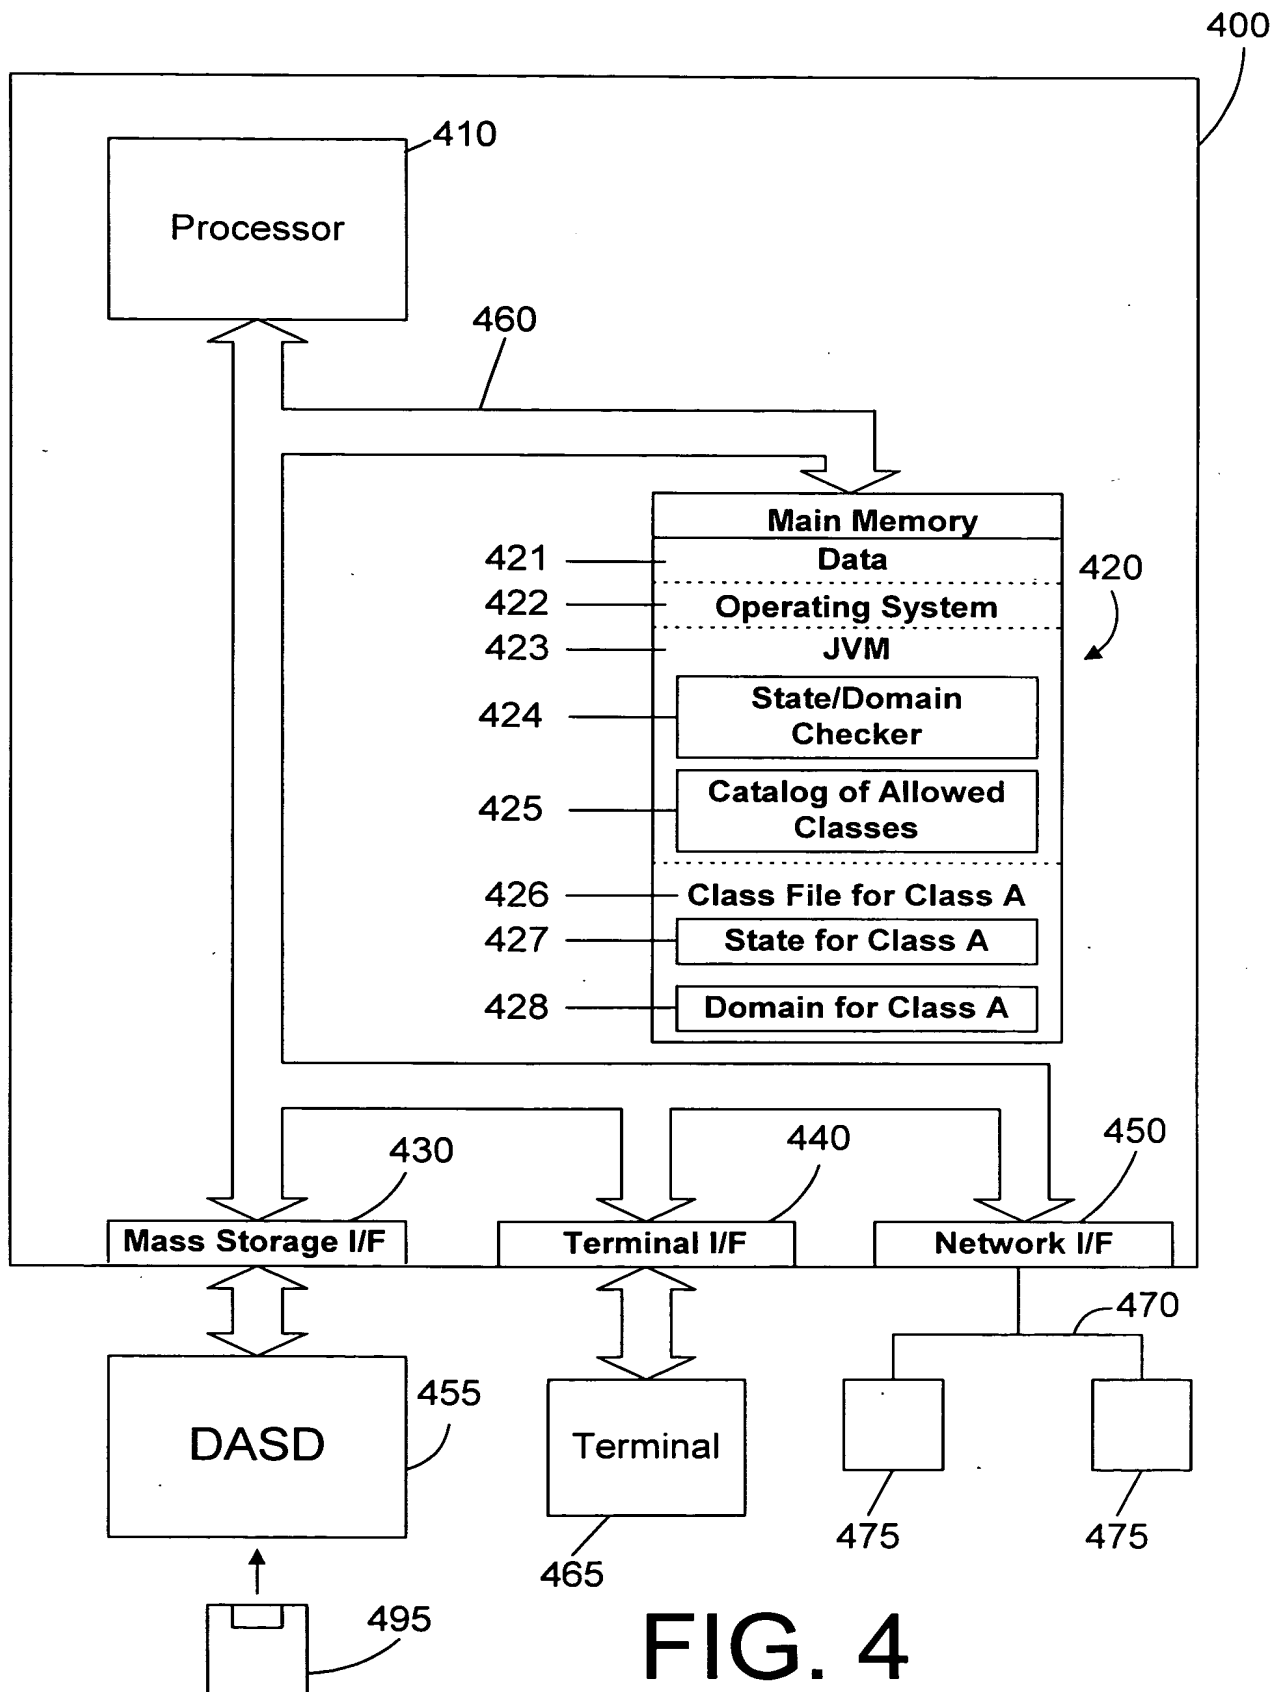 400
410
Processor
460
Main Memory
421 Data
420
422 Operating System
423 JVM
424 State/Domain
Checker
425 Catalog of Allowed
Classes
426 Class File for Class A
427 State for Class A
428 Domain for Class A
430
440
450
Mass Storage I/F
Terminal I/F
Network I/F
470
455
DASD
Terminal
475
475
465
495
FIG. 4